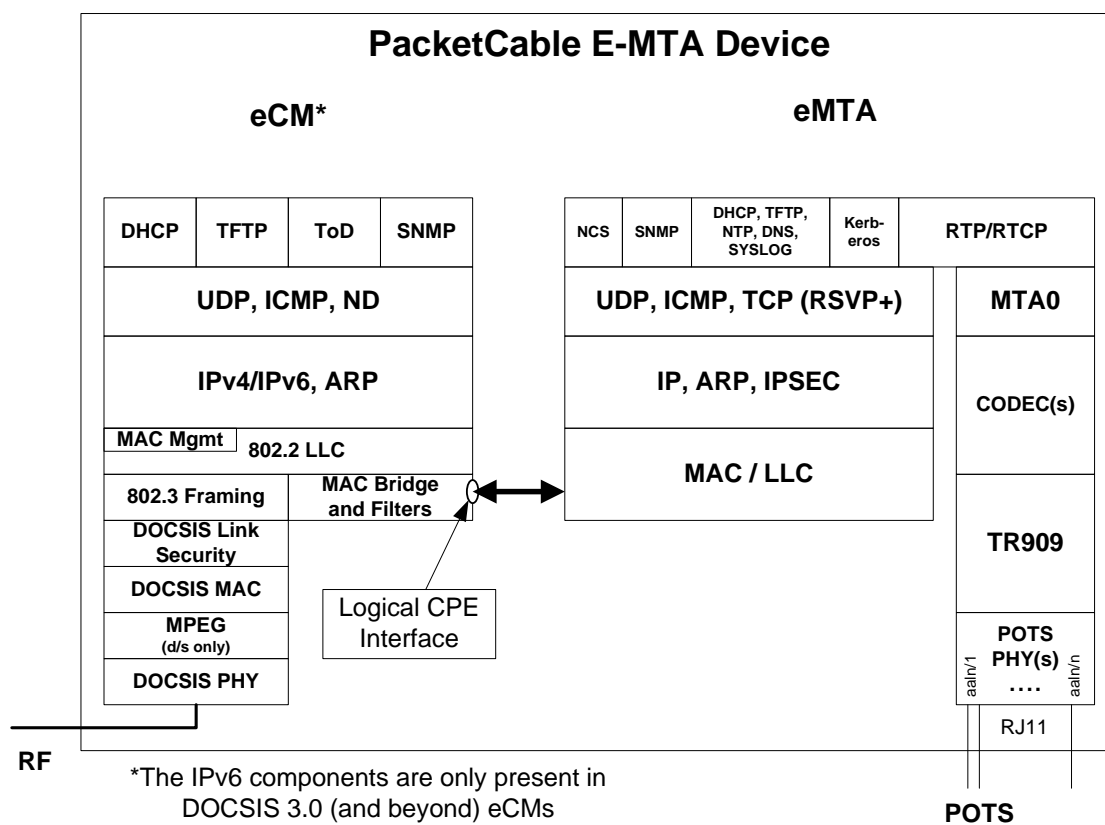 PacketCable E-MTA Device
eCM*
eMTA
DHCP
TFTP
ToD
SNMP
UDP, ICMP, ND
IPv4/IPv6, ARP
MAC Mgmt
802.2 LLC
802.3 Framing
MAC Bridge
and Filters
DOCSIS Link
Security
DOCSIS MAC
MPEG
(d/s only)
DOCSIS PHY
RF
Logical CPE
Interface
NCS
SNMP
DHCP, TFTP,
NTP, DNS,
SYSLOG
Kerb-
eros
RTP/RTCP
UDP, ICMP, TCP (RSVP+)
IP, ARP, IPSEC
MAC / LLC
MTA0
CODEC(s)
TR909
POTS
PHY(s)
....
aaln/1
aaln/n
RJ11
POTS
*The IPv6 components are only present in
DOCSIS 3.0 (and beyond) eCMs